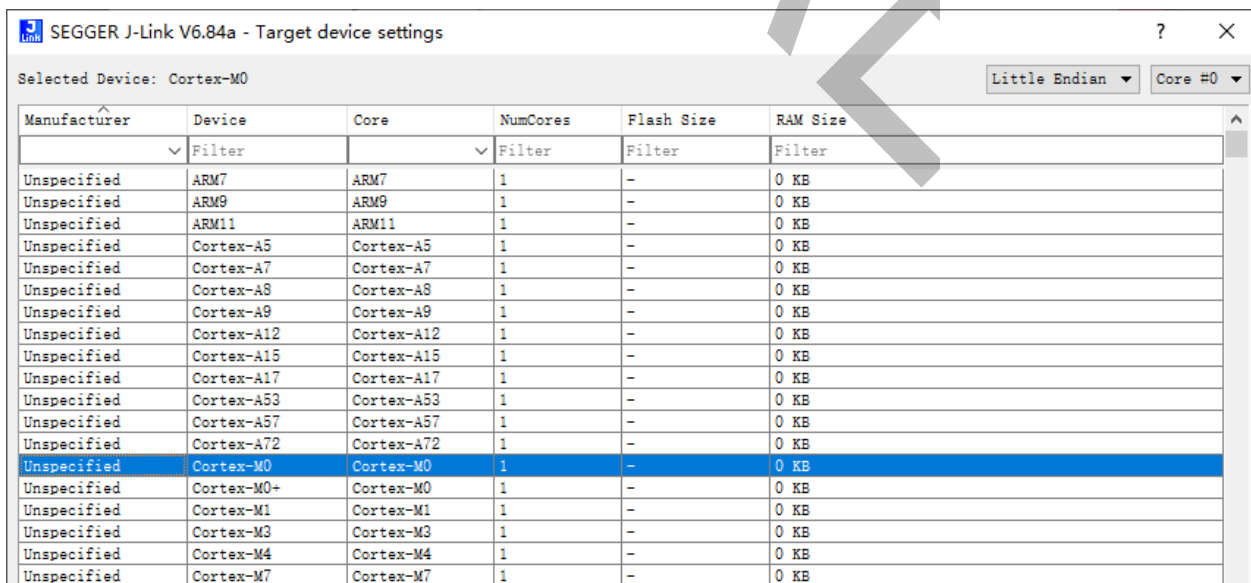 J Link SEGGER J-Link V6.84a - Target device settings ?
Selected Device: Cortex-M0 Little Endian Core #0
Manufacturer Device Core NumCores Flash Size RAM Size
Filter Filter Filter Filter
Unspecified ARM7 ARM7 1 - 0 KB
Unspecified ARM9 ARM9 1 - 0 KB
Unspecified ARM11 ARM11 1 - 0 KB
Unspecified Cortex-A5 Cortex-A5 1 - 0 KB
Unspecified Cortex-A7 Cortex-A7 1 - 0 KB
Unspecified Cortex-A8 Cortex-A8 1 - 0 KB
Unspecified Cortex-A9 Cortex-A9 1 - 0 KB
Unspecified Cortex-A12 Cortex-A12 1 - 0 KB
Unspecified Cortex-A15 Cortex-A15 1 - 0 KB
Unspecified Cortex-A17 Cortex-A17 1 - 0 KB
Unspecified Cortex-A53 Cortex-A53 1 - 0 KB
Unspecified Cortex-A57 Cortex-A57 1 - 0 KB
Unspecified Cortex-A72 Cortex-A72 1 - 0 KB
Unspecified Cortex-M0 Cortex-M0 1 - 0 KB
Unspecified Cortex-M0+ Cortex-M0 1 - 0 KB
Unspecified Cortex-M1 Cortex-M1 1 - 0 KB
Unspecified Cortex-M3 Cortex-M3 1 - 0 KB
Unspecified Cortex-M4 Cortex-M4 1 - 0 KB
Unspecified Cortex-M7 Cortex-M7 1 - 0 KB